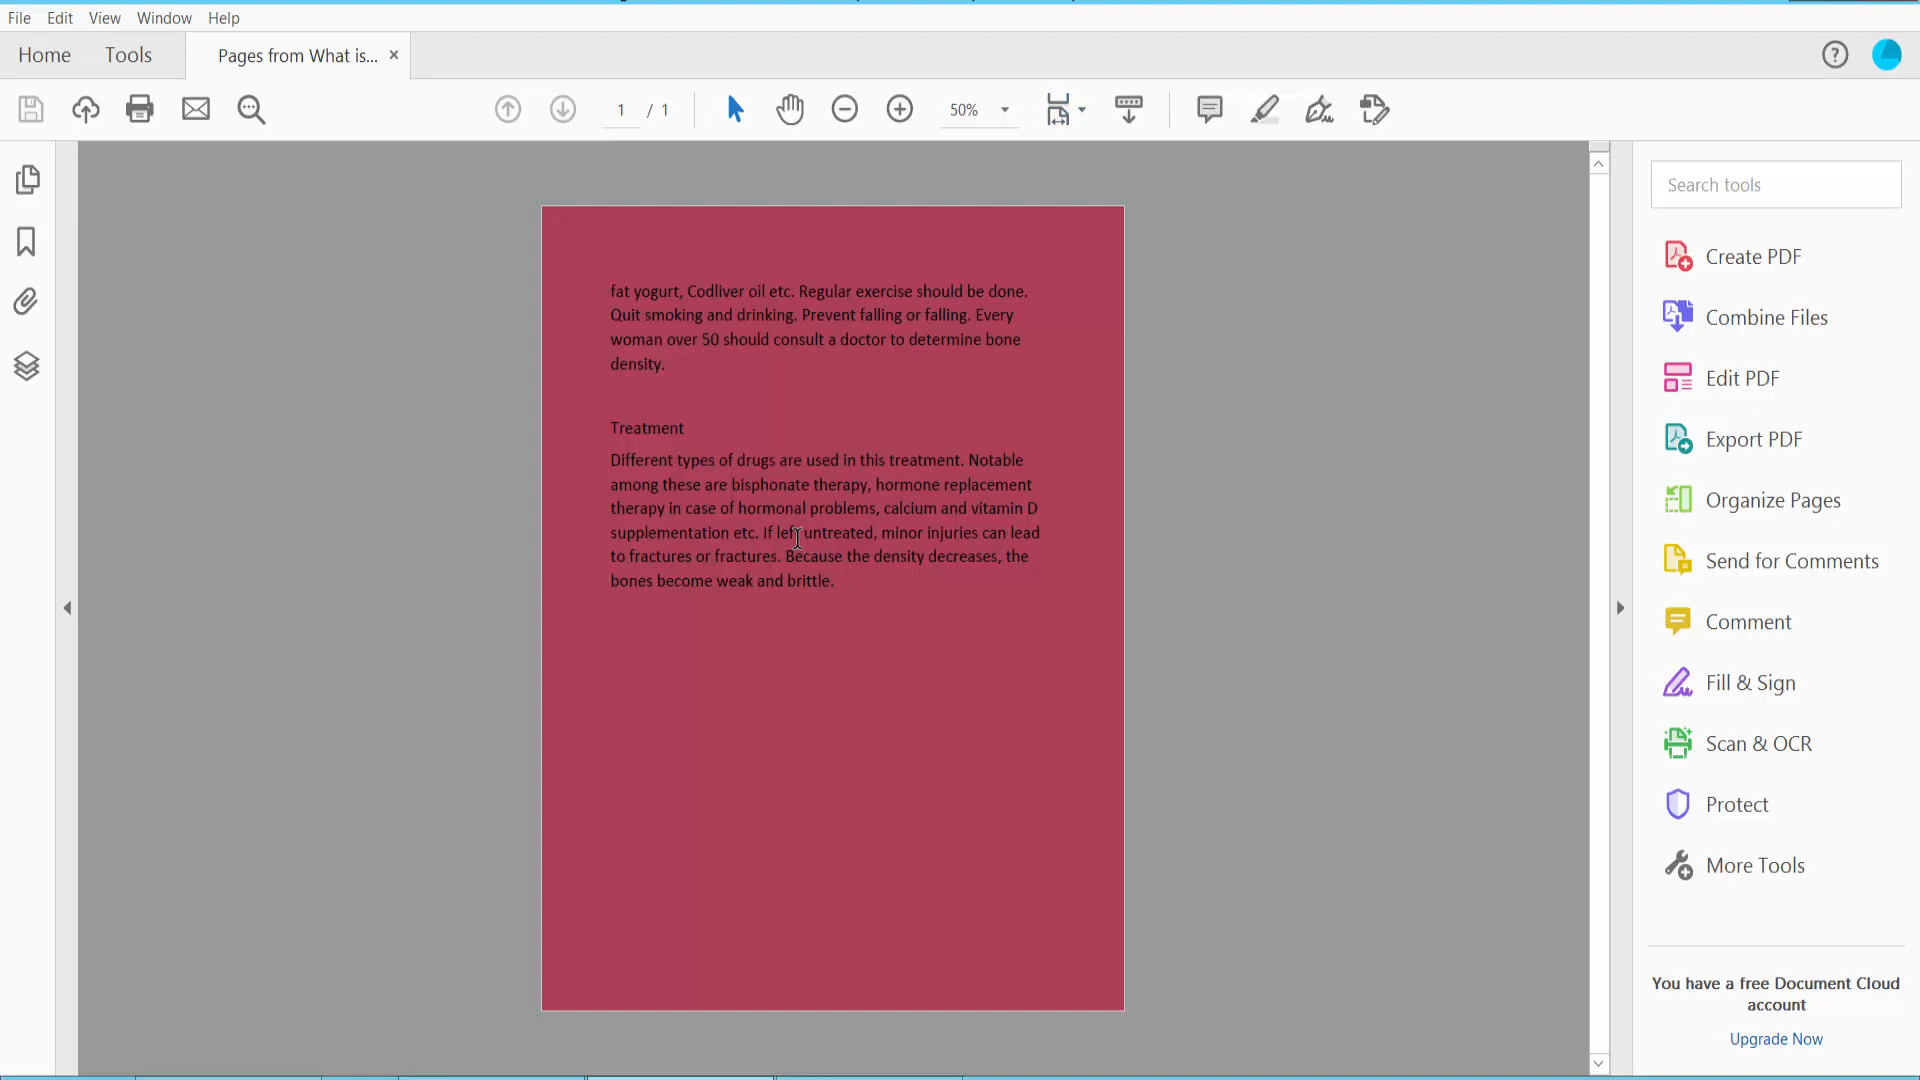 File Edit View Window Help
Home Tools Pages from What is... ×
1 / 1 50%
Search tools
Create PDF
Combine Files
Edit PDF
Export PDF
Organize Pages
Send for Comments
Comment
Fill & Sign
Scan & OCR
Protect
More Tools
You have a free Document Cloud
account
Upgrade Now
fat yogurt, Codliver oil etc. Regular exercise should be done.
Quit smoking and drinking. Prevent falling or falling. Every
woman over 50 should consult a doctor to determine bone
density.
Treatment
Different types of drugs are used in this treatment. Notable
among these are bisphonate therapy, hormone replacement
therapy in case of hormonal problems, calcium and vitamin D
supplementation etc. If left untreated, minor injuries can lead
to fractures or fractures. Because the density decreases, the
bones become weak and brittle.